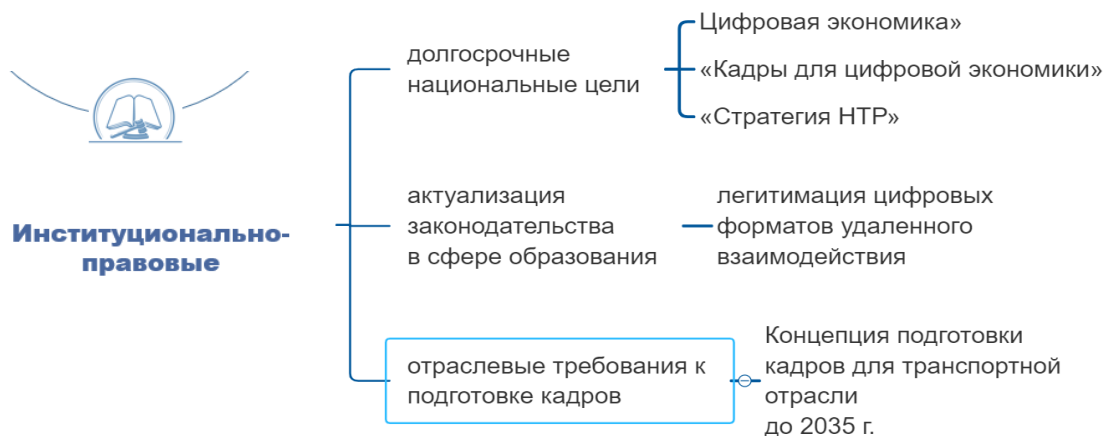 Институционально-
правовые
долгосрочные
национальные цели
Цифровая экономика»
«Кадры для цифровой экономики»
«Стратегия НТР»
актуализация
законодательства
в сфере образования
легитимация цифровых
форматов удаленного
взаимодействия
отраслевые требования к
подготовке кадров
Концепция подготовки
кадров для транспортной
отрасли
до 2035 г.